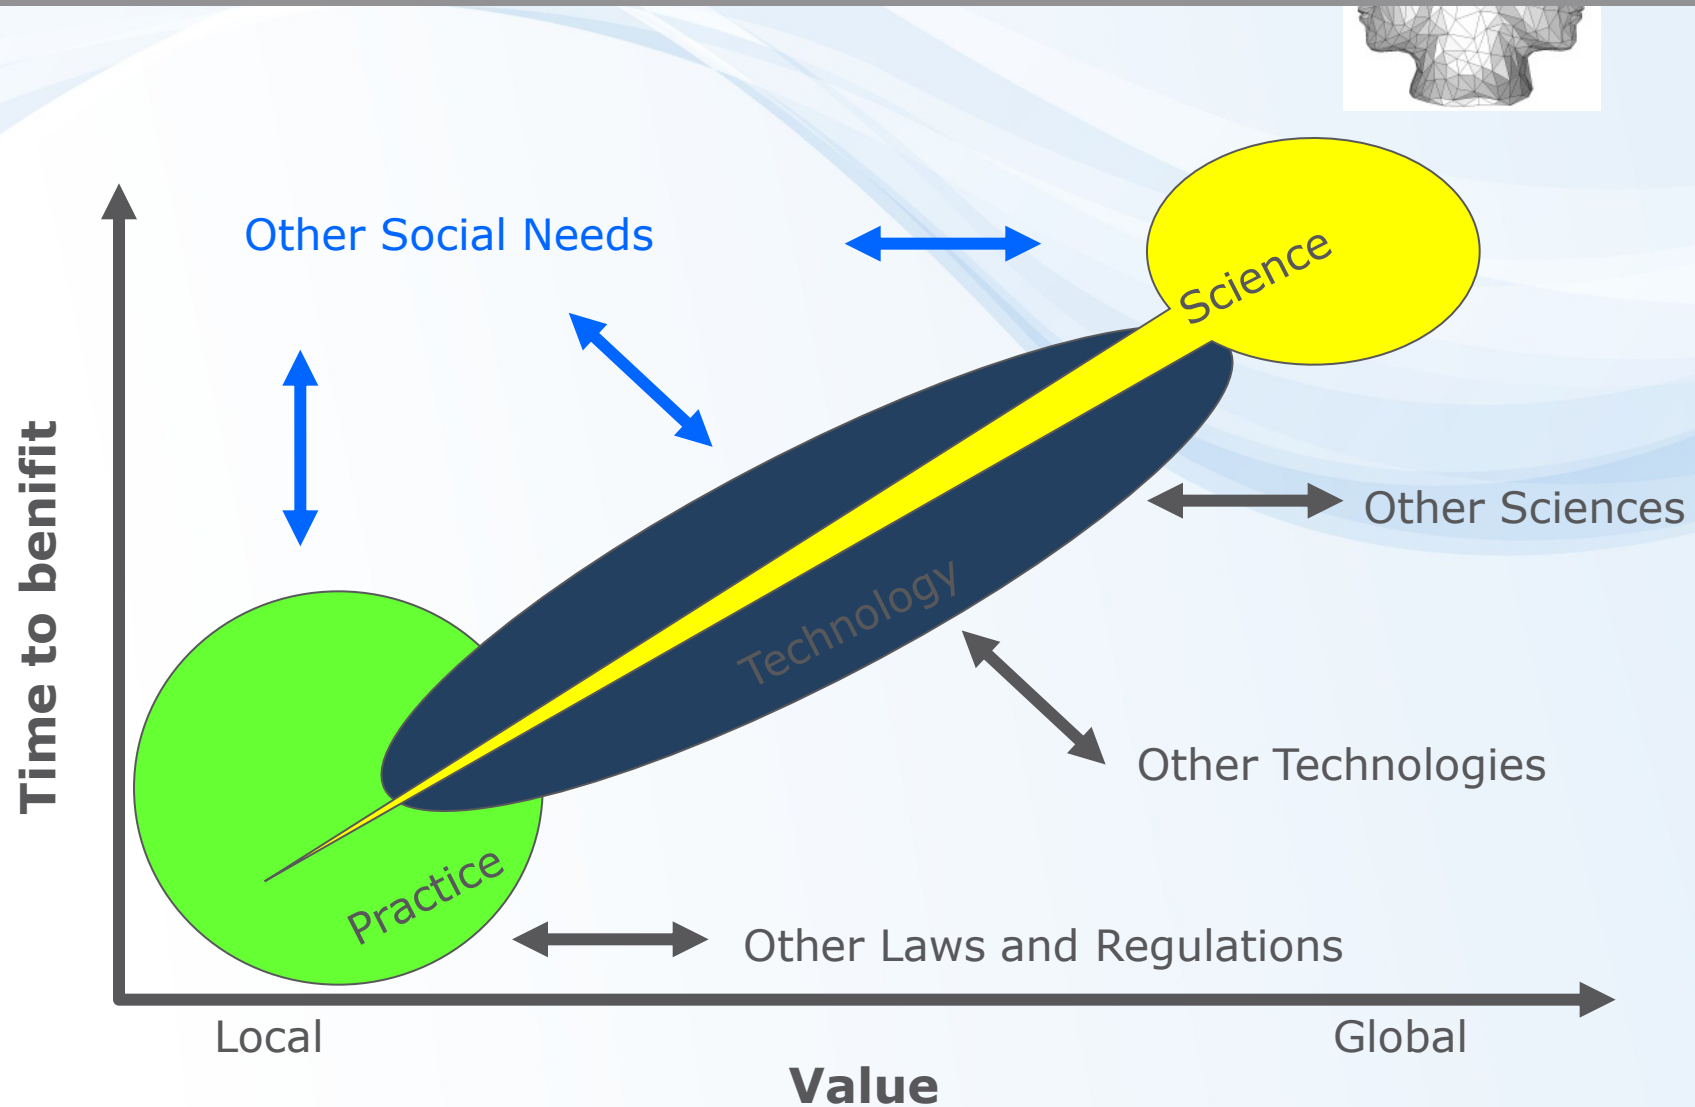 Other Social Needs
Science
Time to benifit
Other Sciences
Technology
Other Technologies
Practice
Other Laws and Regulations
Local
Global
Value